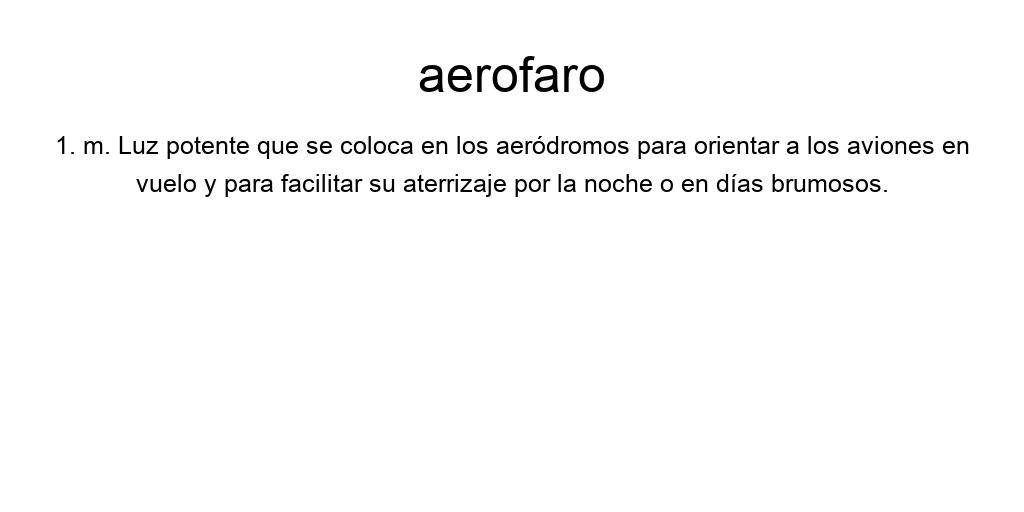 aerofaro
1. m. Luz potente que se coloca en los aeródromos para orientar a los aviones en
vuelo y para facilitar su aterrizaje por la noche o en días brumosos.